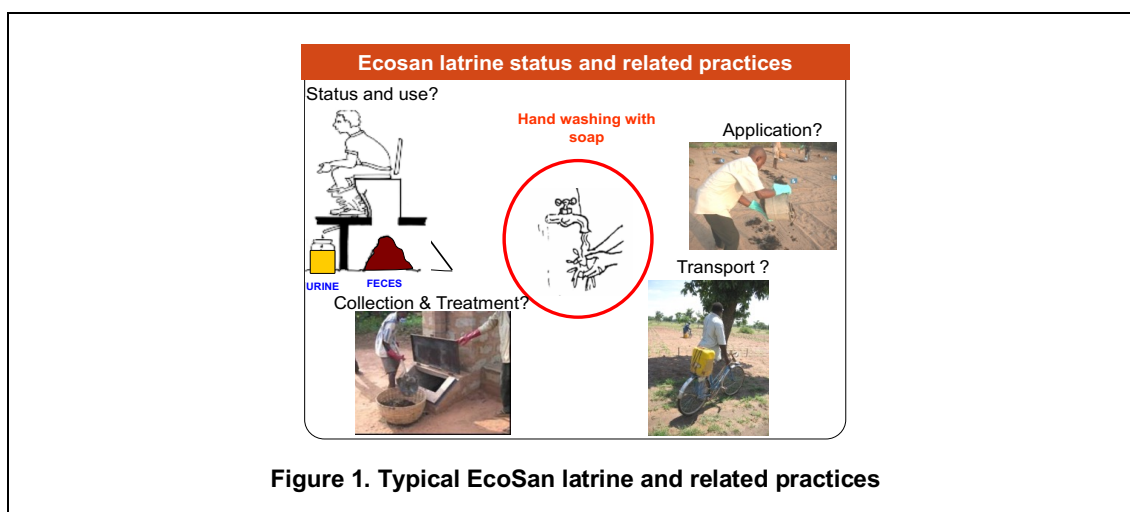 Ecosan latrine status and related practices
Status and use?
Hand washing with
soap
Application?
URINE
FECES
Transport ?
Collection & Treatment?
Figure 1. Typical EcoSan latrine and related practices